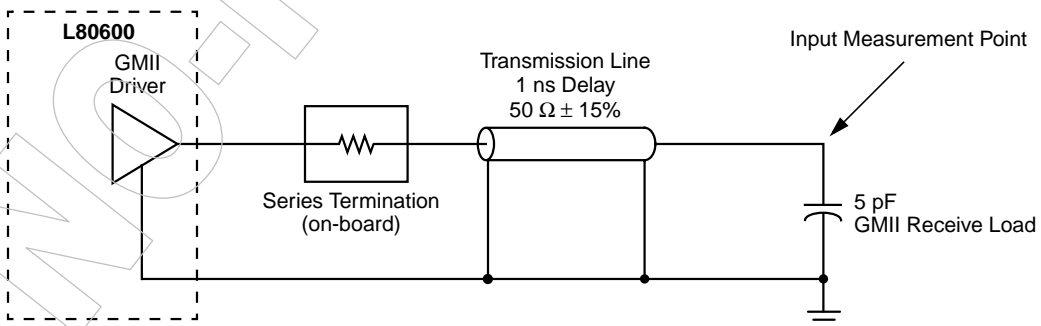 L80600
GMII
Driver
Series Termination
(on-board)
Transmission Line
1 ns Delay
50 Ω ± 15%
Input Measurement Point
5 pF
GMII Receive Load